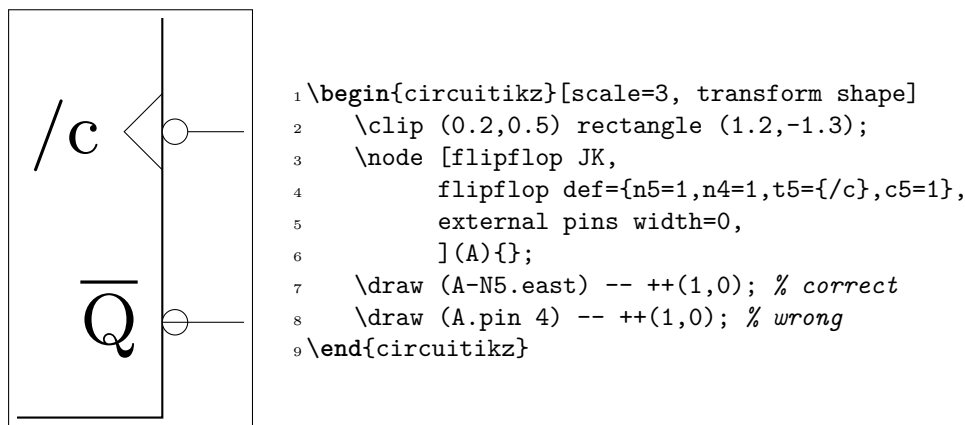 /c
Q
1 \begin{circuitikz}[scale=3, transform shape]
2 \clip (0.2,0.5) rectangle (1.2,-1.3);
3 \node [flipflop JK,
4 flipflop def={n5=1,n4=1,t5={/c},c5=1},
5 external pins width=0,
6 ](A){};
7 \draw (A-N5.east) -- ++(1,0); % correct
8 \draw (A.pin 4) -- ++(1,0); % wrong
9 \end{circuitikz}